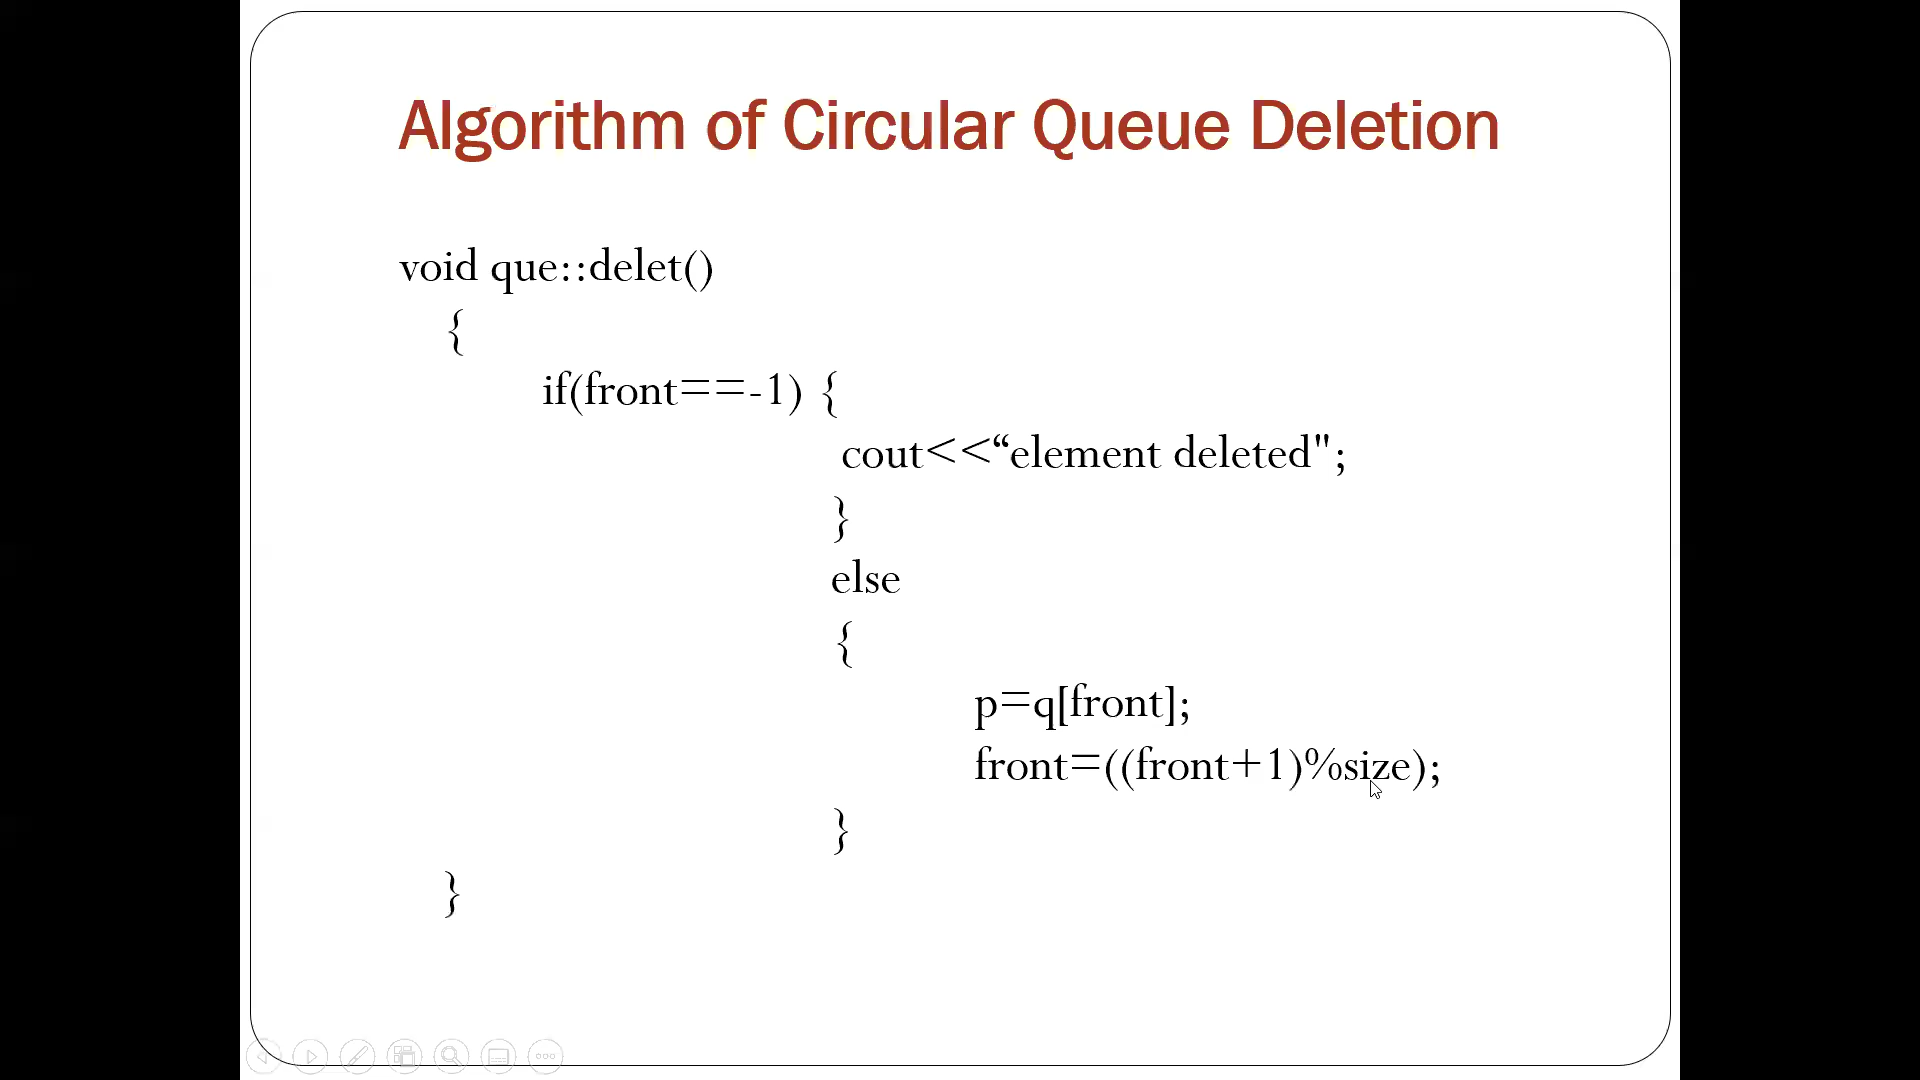 Algorithm of Circular Queue Deletion
void que::delet()
{
if(front==-1) {
cout<<“element deleted";
}
else
{
p=q[front];
front=((front+1)%size);
}
}